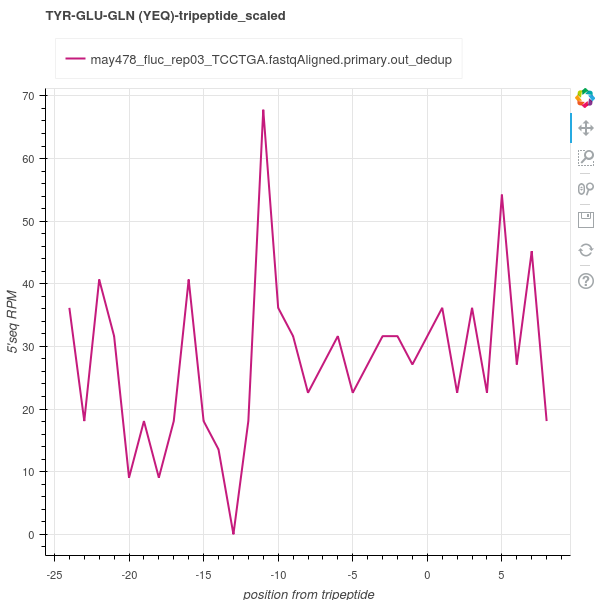 TYR-GLU-GLN (YEQ)-tripeptide_scaled
may478_fluc_rep03_TCCTGA.fastqAligned.primary.out_dedup
70
60
50
40
30
20
10
0
5'seq RPM
-25 -20 -15 -10 -5 0 5
position from tripeptide